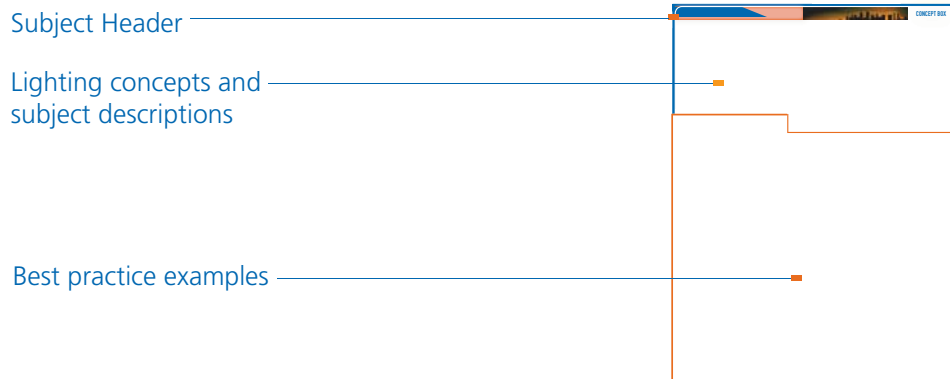 Subject Header
CONCEPT BOX
Lighting concepts and
subject descriptions
Best practice examples